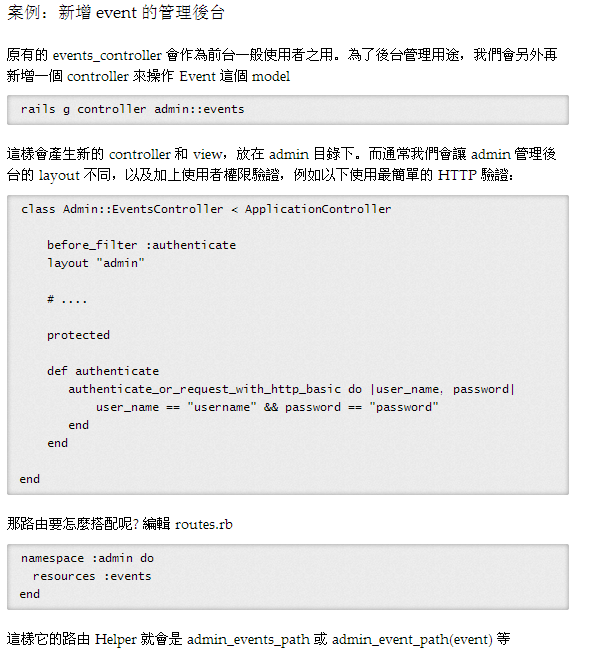 案例：新增 event 的管理後台
原有的 events_controller 會作為前台一般使用者之用。為了後台管理用途，我們會另外再
新增一個 controller 來操作 Event 這個 model
rails g controller admin::events
這樣會產生新的 controller 和 view，放在 admin 目錄下。而通常我們會讓 admin 管理後
台的 layout 不同，以及加上使用者權限驗證，例如以下使用最簡單的 HTTP 驗證：
class Admin::EventsController < ApplicationController
before_filter :authenticate
layout "admin"
# ....
protected
def authenticate
authenticate_or_request_with_http_basic do |user_name, password|
user_name == "username" && password == "password"
end
end
end
那路由要怎麼搭配呢? 編輯 routes.rb
namespace :admin do
resources :events
end
這樣它的路由 Helper 就會是 admin_events_path 或 admin_event_path(event) 等